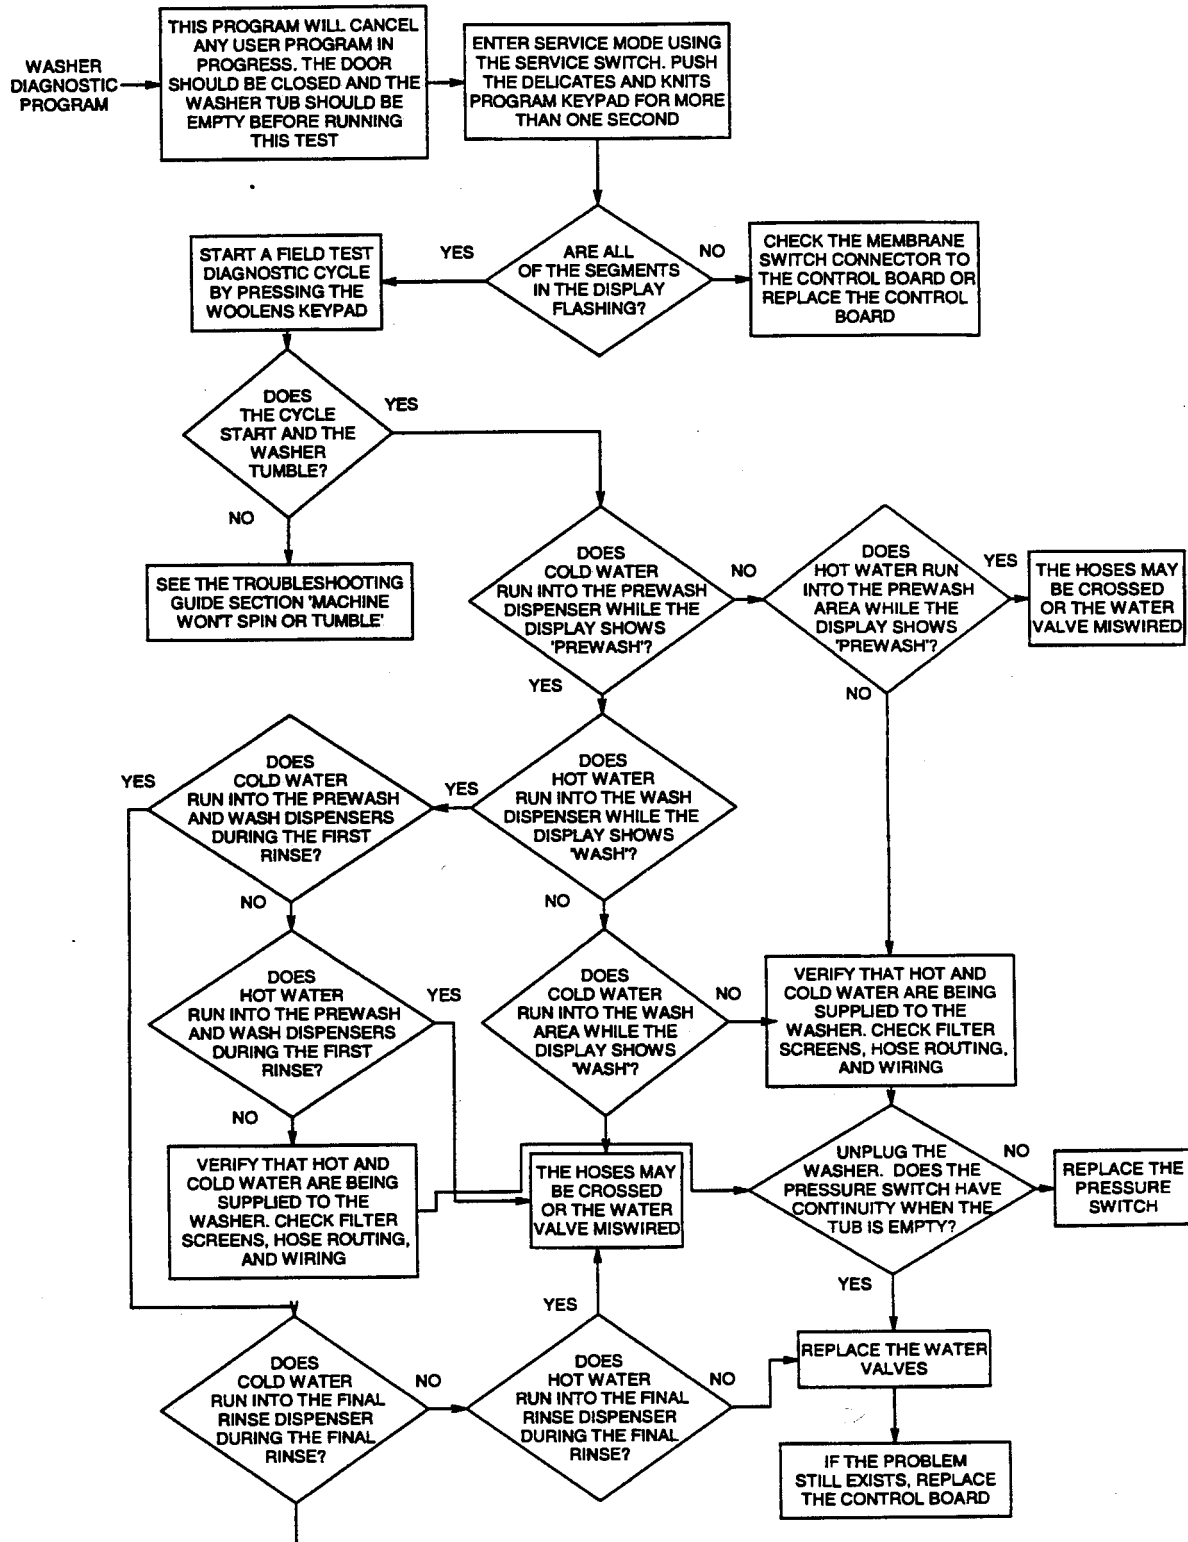 WASHER
DIAGNOSTIC
PROGRAM
THIS PROGRAM WILL CANCEL
ANY USER PROGRAM IN
PROGRESS. THE DOOR
SHOULD BE CLOSED AND THE
WASHER TUB SHOULD BE
EMPTY BEFORE RUNNING
THIS TEST
ENTER SERVICE MODE USING
THE SERVICE SWITCH. PUSH
THE DELICATES AND KNITS
PROGRAM KEYPAD FOR MORE
THAN ONE SECOND
START A FIELD TEST
DIAGNOSTIC CYCLE
BY PRESSING THE
WOOLENS KEYPAD
YES
ARE ALL
OF THE SEGMENTS
IN THE DISPLAY
FLASHING?
NO
CHECK THE MEMBRANE
SWITCH CONNECTOR TO
THE CONTROL BOARD OR
REPLACE THE CONTROL
BOARD
DOES
THE CYCLE
START AND THE
WASHER
TUMBLE?
YES
NO
SEE THE TROUBLESHOOTING
GUIDE SECTION 'MACHINE
WON'T SPIN OR TUMBLE'
DOES
COLD WATER
RUN INTO THE PREWASH
DISPENSER WHILE THE
DISPLAY SHOWS
'PREWASH'?
NO
YES
DOES
HOT WATER RUN
INTO THE PREWASH
AREA WHILE THE
DISPLAY SHOWS
'PREWASH'?
YES
NO
THE HOSES MAY
BE CROSSED
OR THE WATER
VALVE MISWIRED
YES
DOES
COLD WATER
RUN INTO THE PREWASH
AND WASH DISPENSERS
DURING THE FIRST
RINSE?
NO
YES
DOES
HOT WATER
RUN INTO THE WASH
DISPENSER WHILE THE
DISPLAY SHOWS
'WASH'?
NO
DOES
HOT WATER
RUN INTO THE PREWASH
AND WASH DISPENSERS
DURING THE FIRST
RINSE?
YES
NO
DOES
COLD WATER
RUN INTO THE WASH
AREA WHILE THE
DISPLAY SHOWS
'WASH'?
NO
VERIFY THAT HOT AND
COLD WATER ARE BEING
SUPPLIED TO THE
WASHER. CHECK FILTER
SCREENS, HOSE ROUTING,
AND WIRING
VERIFY THAT HOT AND
COLD WATER ARE BEING
SUPPLIED TO THE
WASHER. CHECK FILTER
SCREENS, HOSE ROUTING,
AND WIRING
THE HOSES MAY
BE CROSSED
OR THE WATER
VALVE MISWIRED
UNPLUG THE
WASHER. DOES THE
PRESSURE SWITCH HAVE
CONTINUITY WHEN THE
TUB IS EMPTY?
NO
YES
REPLACE THE
PRESSURE
SWITCH
DOES
COLD WATER
RUN INTO THE FINAL
RINSE DISPENSER
DURING THE FINAL
RINSE?
NO
YES
DOES
HOT WATER
RUN INTO THE FINAL
RINSE DISPENSER
DURING THE FINAL
RINSE?
NO
REPLACE THE WATER
VALVES
IF THE PROBLEM
STILL EXISTS, REPLACE
THE CONTROL BOARD